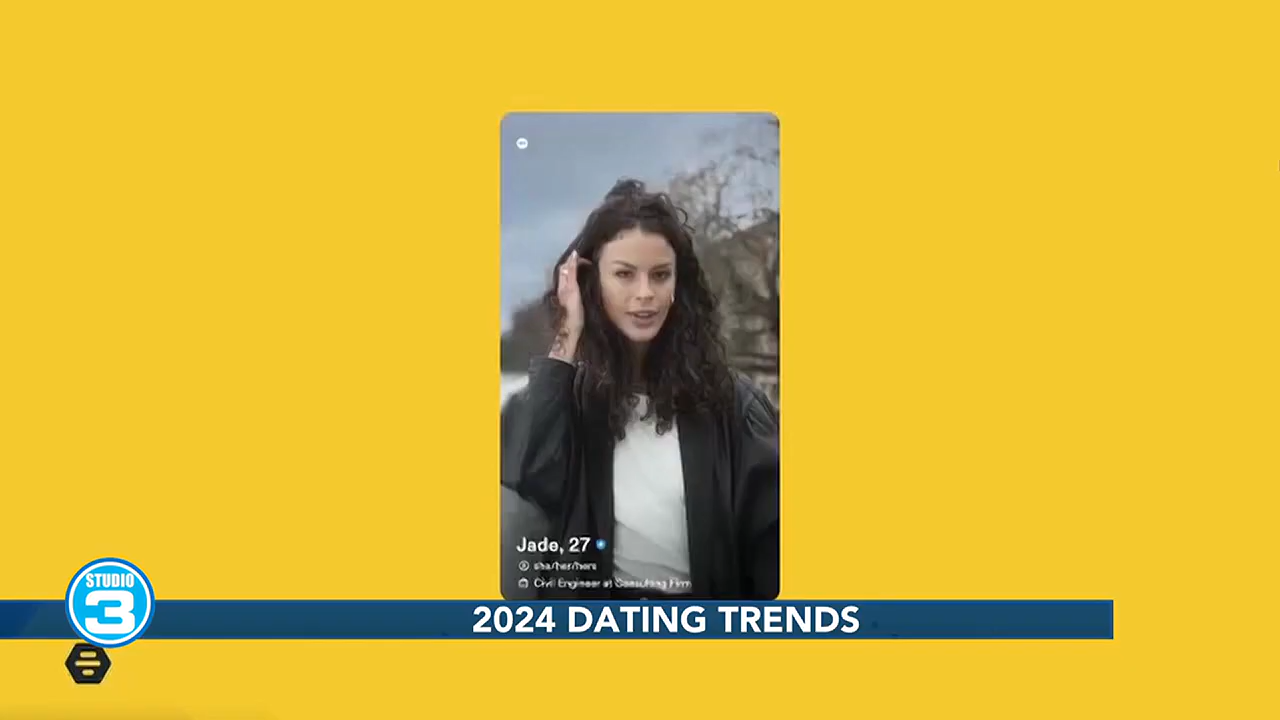 Jade, 27
she/her/hers
Civil Engineer at Consulting Firm
STUDIO
3
2024 DATING TRENDS